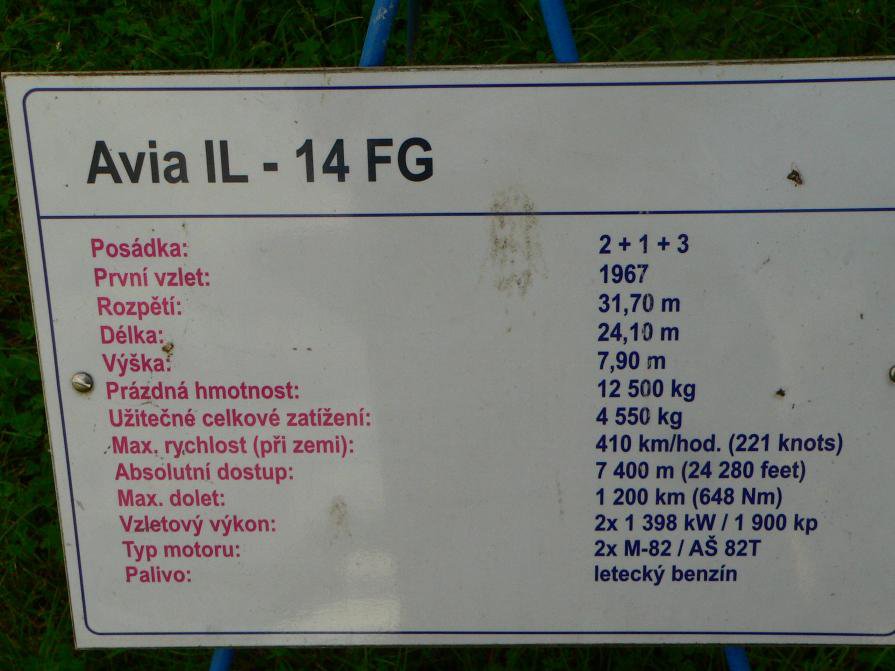 Avia IL - 14 FG
Posádka: 2 + 1 + 3
První vzlet: 1967
Rozpětí: 31,70 m
Délka: 24,10 m
Výška: 7,90 m
Prázdná hmotnost: 12 500 kg
Užitečné celkové zatížení: 4 550 kg
Max. rychlost (při zemi): 410 km/hod. (221 knots)
Absolutní dostup: 7 400 m (24 280 feet)
Max. dolet: 1 200 km (648 Nm)
Vzletový výkon: 2x 1 398 kW / 1 900 kp
Typ motoru: 2x M-82 / AŠ 82T
Palivo: letecký benzín